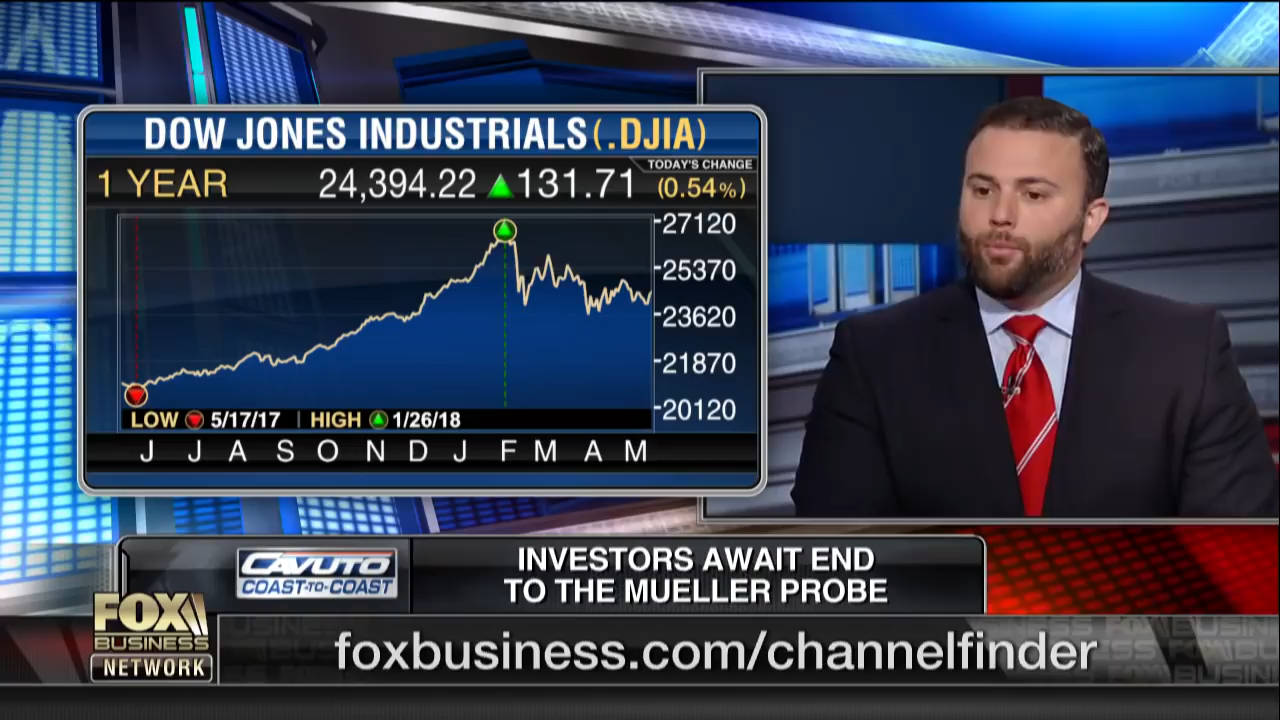 DOW JONES INDUSTRIALS(.DJIA)
TODAY'S CHANGE
1 YEAR 24,394.22 ▲131.71 (0.54%)
27120
25370
23620
21870
20120
LOW 5/17/17 | HIGH 1/26/18
J J A S O N D J F M A M
CAVUTO
COAST-TO-COAST
INVESTORS AWAIT END
TO THE MUELLER PROBE
FOX
BUSINESS
NETWORK
foxbusiness.com/channelfinder